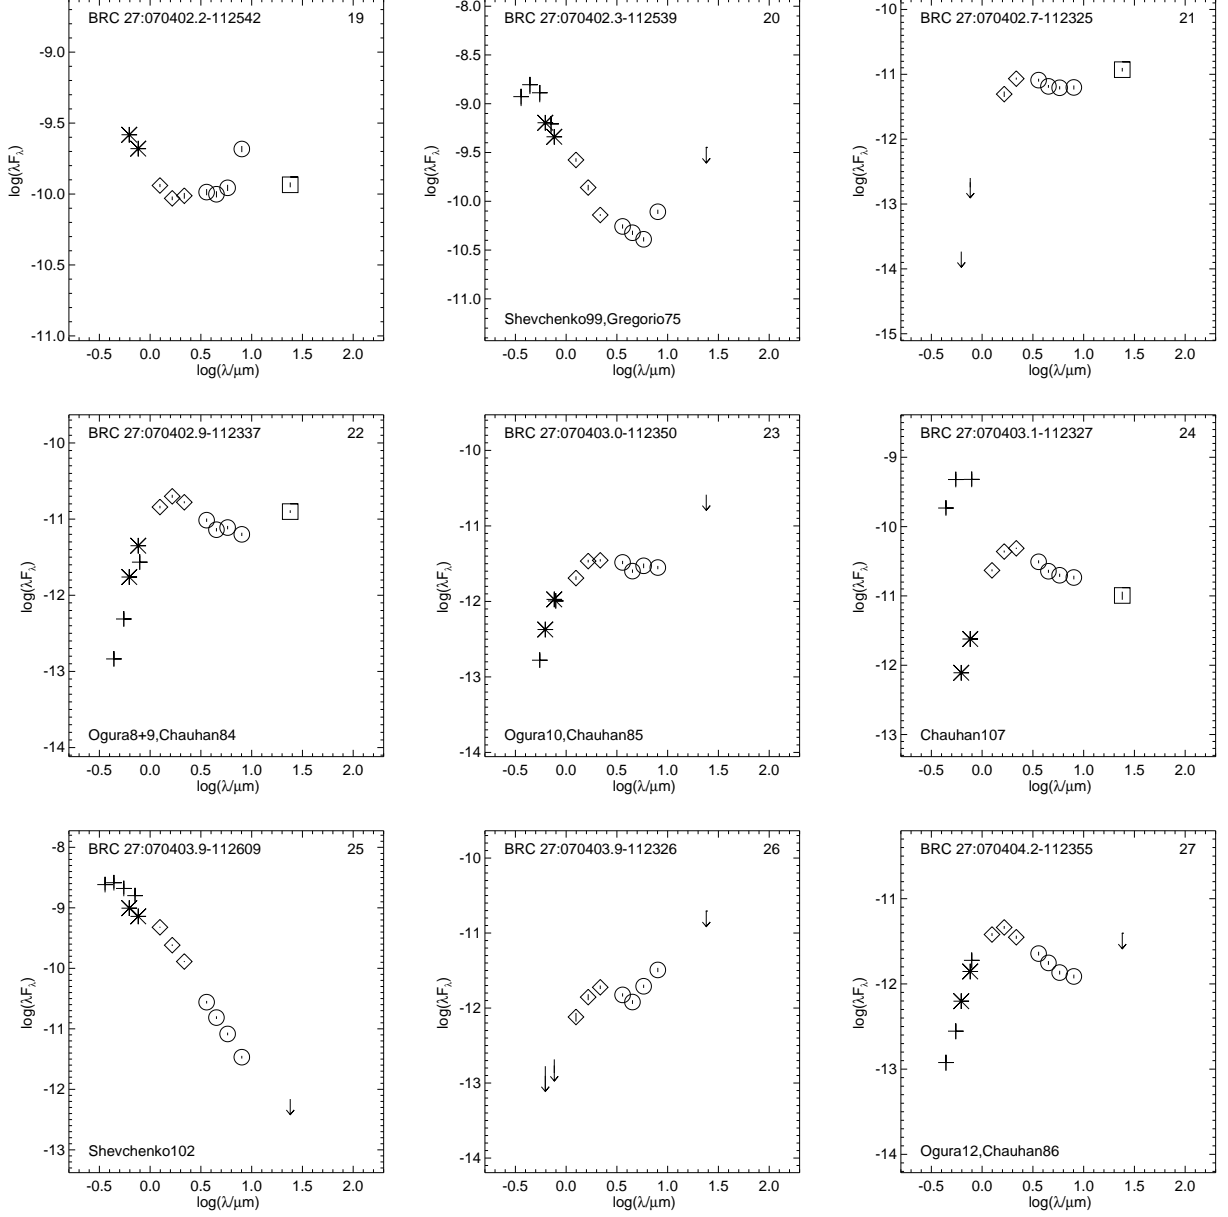 BRC 27:070402.2-112542 19
-9.0
-9.5
-10.0
-10.5
-11.0
log(λFλ)
-0.5 0.0 0.5 1.0 1.5 2.0
log(λ/μm)
BRC 27:070402.3-112539 20
-8.0
-8.5
-9.0
-9.5
-10.0
-10.5
-11.0
log(λFλ)
Shevchenko99,Gregorio75
-0.5 0.0 0.5 1.0 1.5 2.0
log(λ/μm)
BRC 27:070402.7-112325 21
-10
-11
-12
-13
-14
-15
log(λFλ)
-0.5 0.0 0.5 1.0 1.5 2.0
log(λ/μm)
BRC 27:070402.9-112337 22
-10
-11
-12
-13
-14
log(λFλ)
Ogura8+9,Chauhan84
-0.5 0.0 0.5 1.0 1.5 2.0
log(λ/μm)
BRC 27:070403.0-112350 23
-10
-11
-12
-13
-14
log(λFλ)
Ogura10,Chauhan85
-0.5 0.0 0.5 1.0 1.5 2.0
log(λ/μm)
BRC 27:070403.1-112327 24
-9
-10
-11
-12
-13
log(λFλ)
Chauhan107
-0.5 0.0 0.5 1.0 1.5 2.0
log(λ/μm)
BRC 27:070403.9-112609 25
-8
-9
-10
-11
-12
-13
log(λFλ)
Shevchenko102
-0.5 0.0 0.5 1.0 1.5 2.0
log(λ/μm)
BRC 27:070403.9-112326 26
-10
-11
-12
-13
-14
log(λFλ)
-0.5 0.0 0.5 1.0 1.5 2.0
log(λ/μm)
BRC 27:070404.2-112355 27
-11
-12
-13
-14
log(λFλ)
Ogura12,Chauhan86
-0.5 0.0 0.5 1.0 1.5 2.0
log(λ/μm)